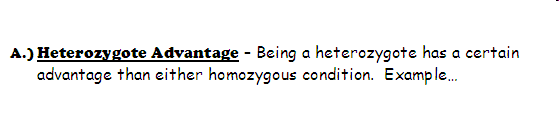 A.) Heterozygote Advantage - Being a heterozygote has a certain
advantage than either homozygous condition. Example...